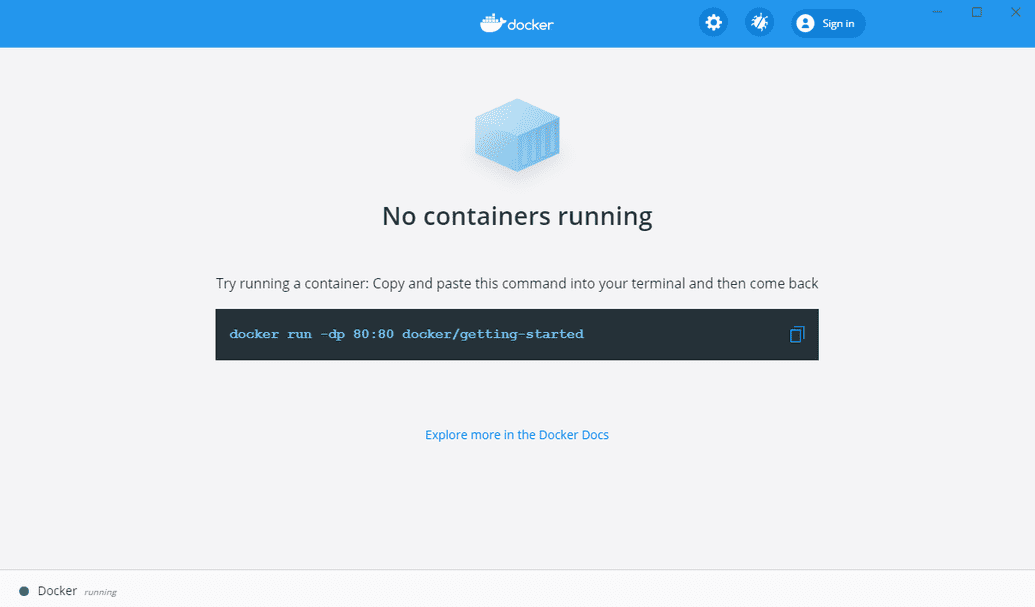 docker
Sign in
No containers running
Try running a container: Copy and paste this command into your terminal and then come back
docker run -dp 80:80 docker/getting-started
Explore more in the Docker Docs
Docker running